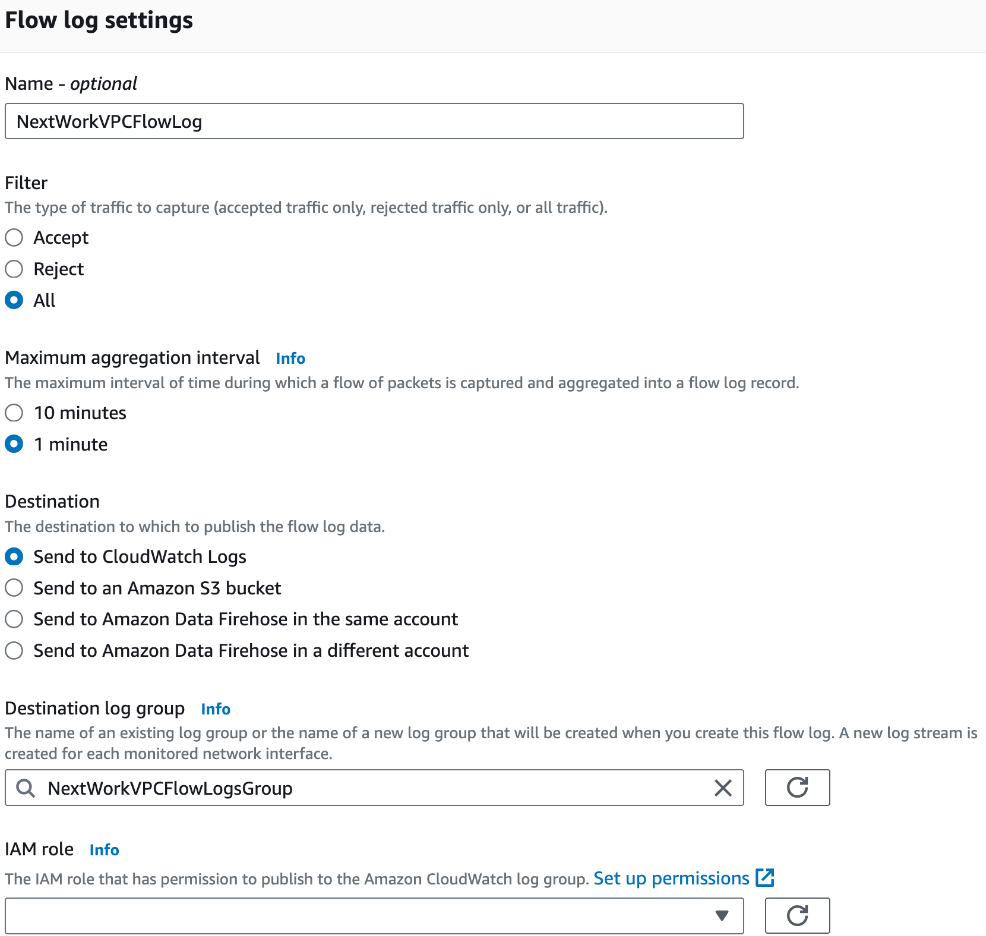 Flow log settings
Name - optional
NextWorkVPCFlowLog
Filter
The type of traffic to capture (accepted traffic only, rejected traffic only, or all traffic).
Accept
Reject
All
Maximum aggregation interval Info
The maximum interval of time during which a flow of packets is captured and aggregated into a flow log record.
10 minutes
1 minute
Destination
The destination to which to publish the flow log data.
Send to CloudWatch Logs
Send to an Amazon S3 bucket
Send to Amazon Data Firehose in the same account
Send to Amazon Data Firehose in a different account
Destination log group Info
The name of an existing log group or the name of a new log group that will be created when you create this flow log. A new log stream is
created for each monitored network interface.
NextWorkVPCFlowLogsGroup
IAM role Info
The IAM role that has permission to publish to the Amazon CloudWatch log group. Set up permissions